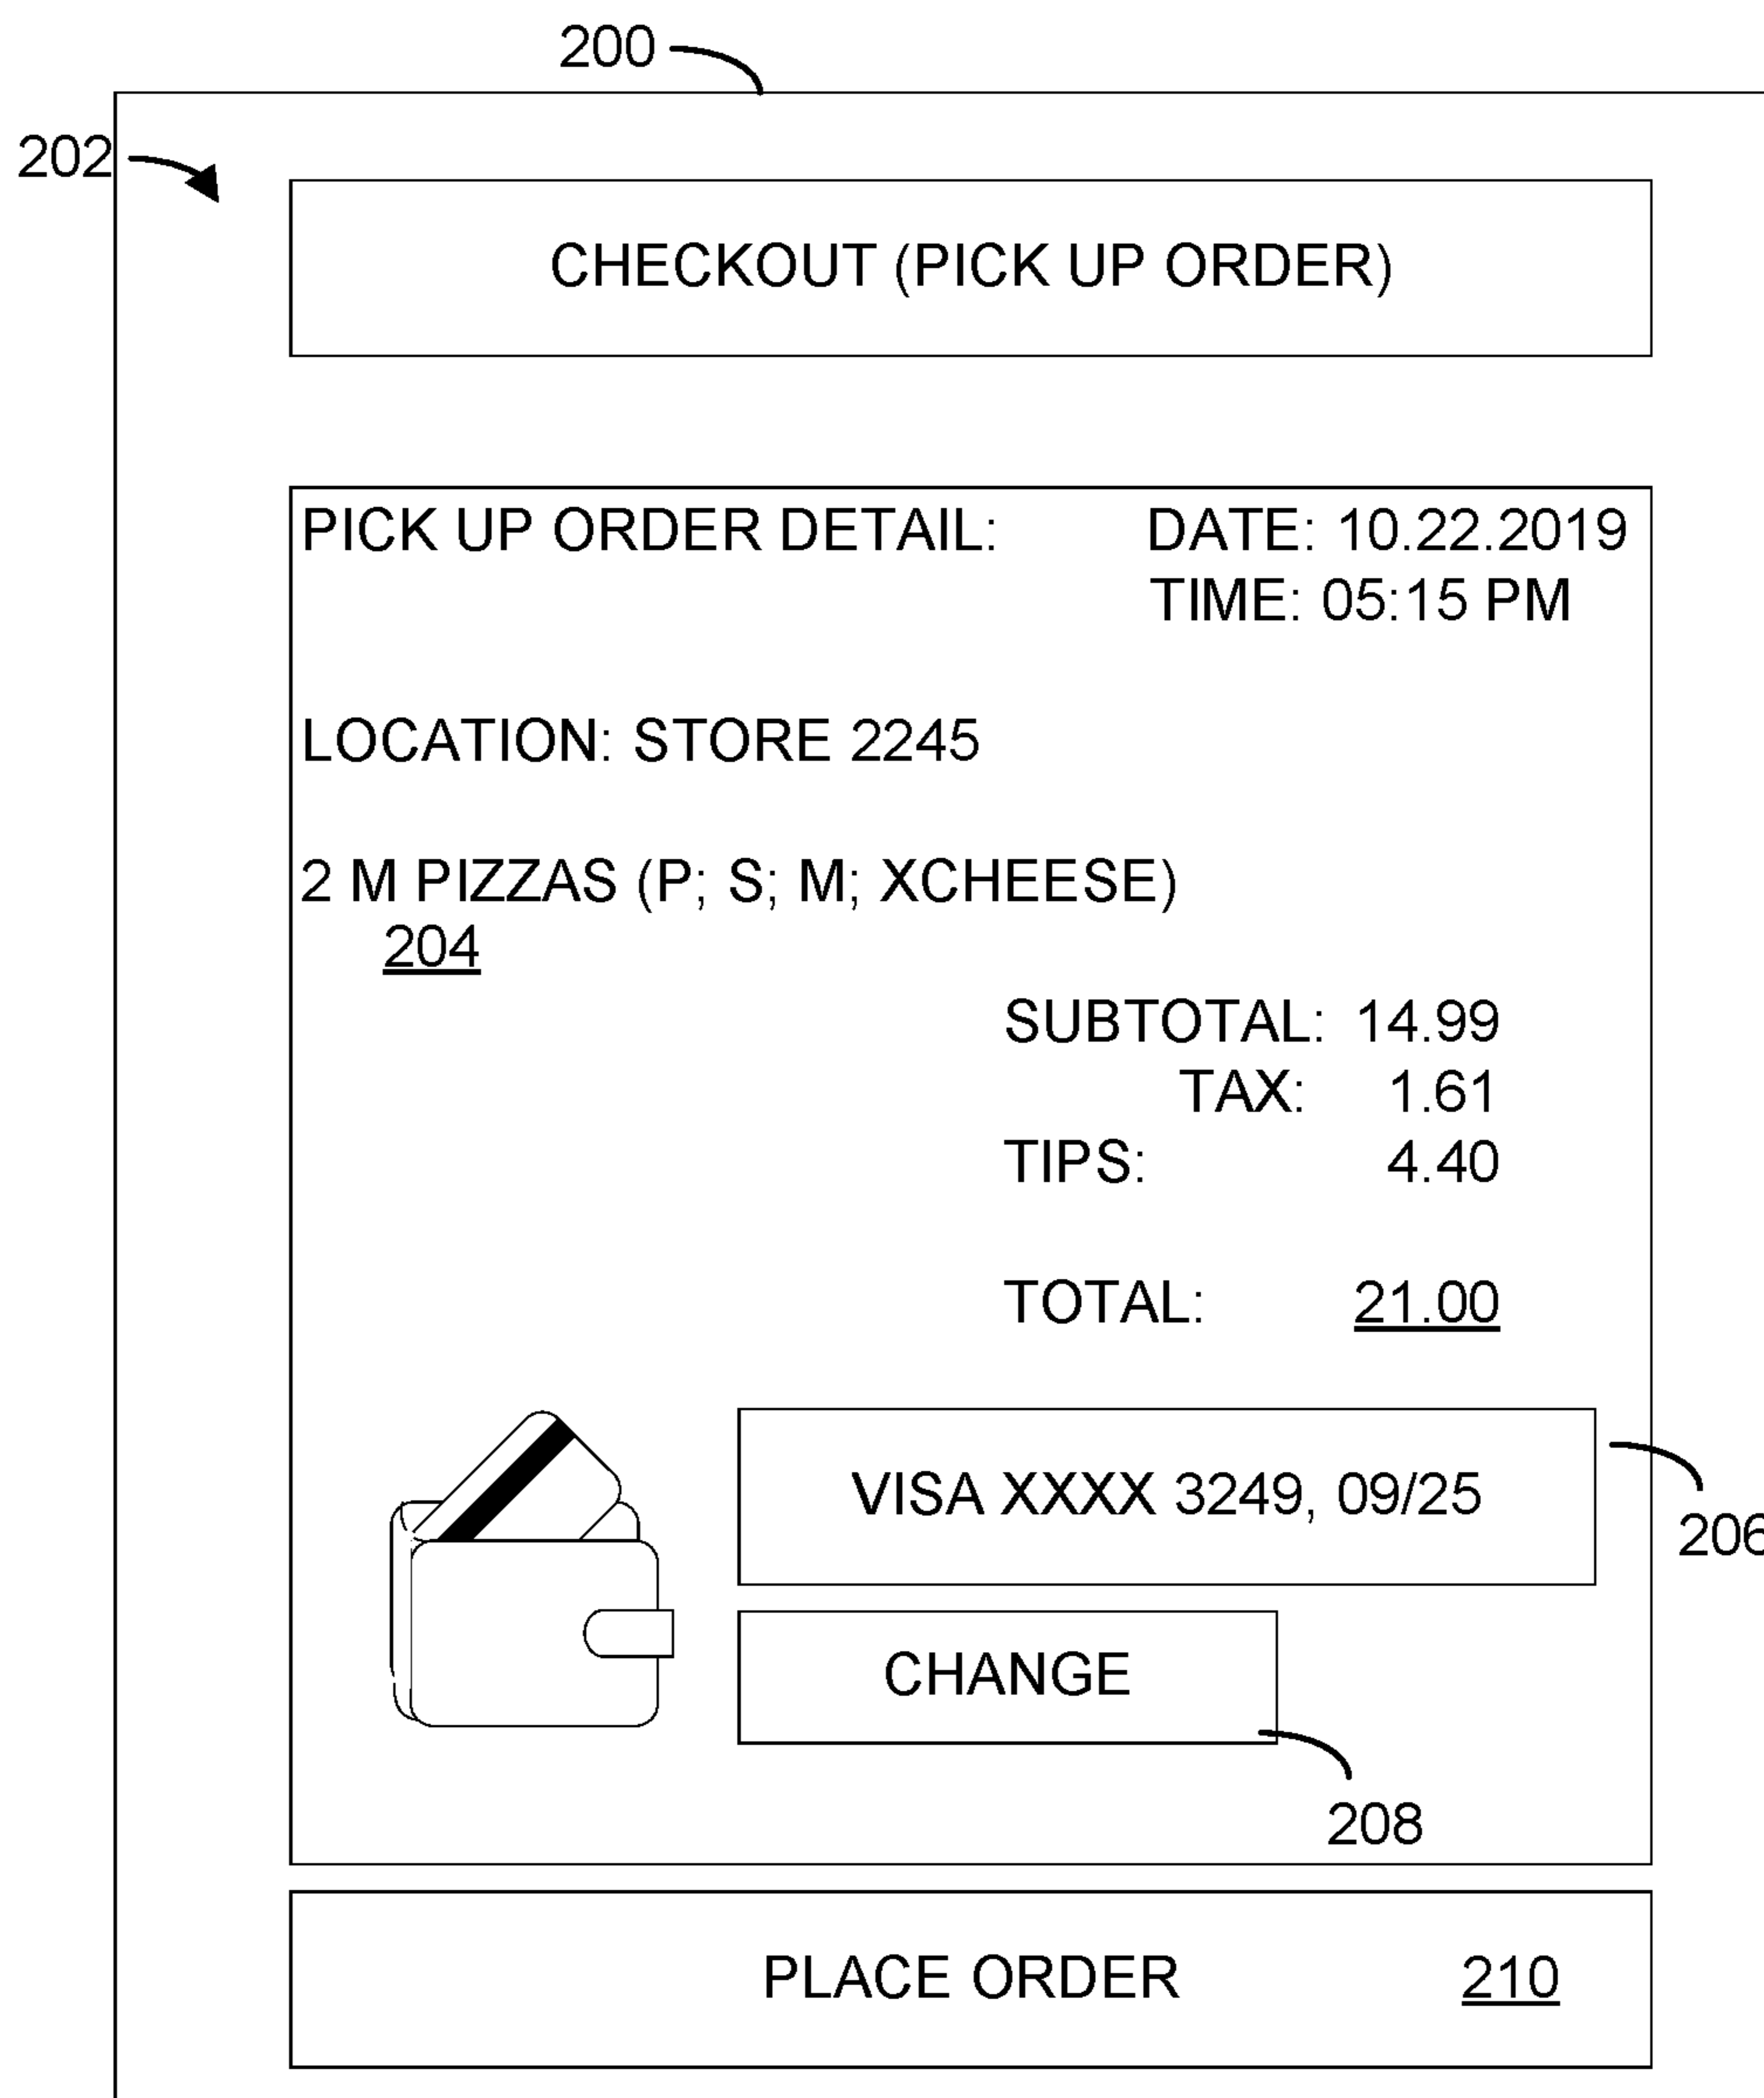 200
202
CHECKOUT (PICK UP ORDER)
PICK UP ORDER DETAIL: DATE: 10.22.2019
TIME: 05:15 PM
LOCATION: STORE 2245
2 M PIZZAS (P; S; M; XCHEESE)
204
SUBTOTAL: 14.99
TAX: 1.61
TIPS: 4.40
TOTAL: 21.00
VISA XXXX 3249, 09/25
206
CHANGE
208
PLACE ORDER 210